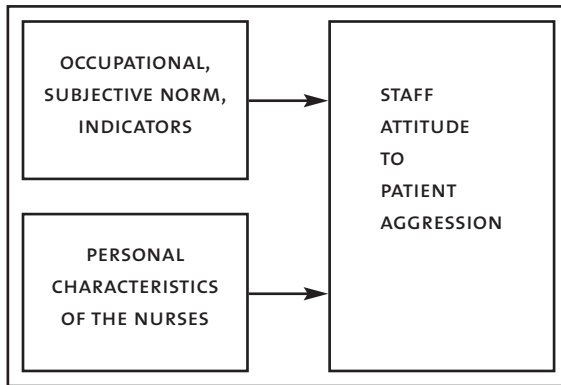 OCCUPATIONAL,
SUBJECTIVE NORM,
INDICATORS
STAFF
ATTITUDE
TO
PATIENT
AGGRESSION
PERSONAL
CHARACTERISTICS
OF THE NURSES